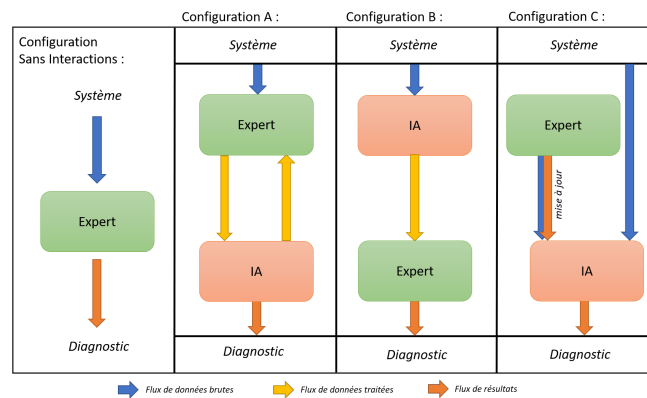 Configuration A :
Configuration B :
Configuration C :
Configuration
Sans Interactions :
Système
Expert
Diagnostic
Système
Expert
IA
Diagnostic
Système
IA
Expert
Diagnostic
Système
Expert
mise à jour
IA
Diagnostic
Flux de données brutes
Flux de données traitées
Flux de résultats